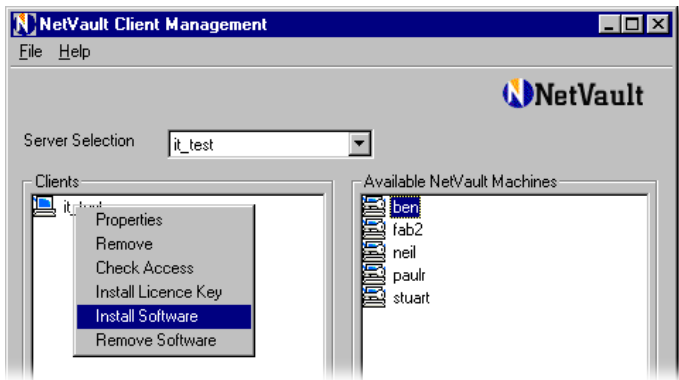 NetVault Client Management
File Help
NetVault
Server Selection it_test
Clients
Properties
Remove
Check Access
Install Licence Key
Install Software
Remove Software
Available NetVault Machines
ben
fab2
neil
paulr
stuart